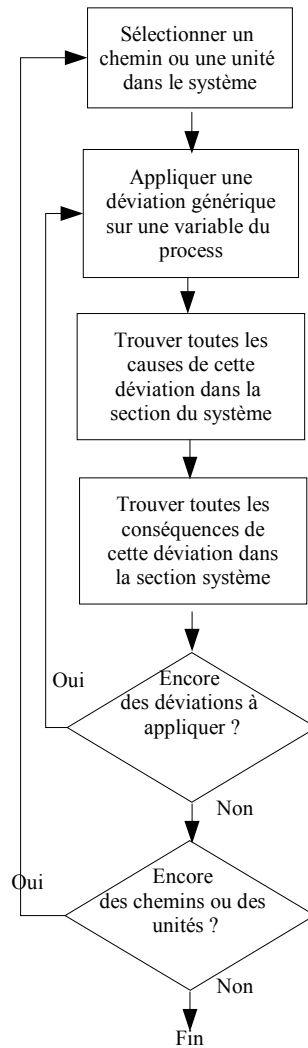 Sélectionner un
chemin ou une unité
dans le système
Appliquer une
déviation générique
sur une variable du
process
Trouver toutes les
causes de cette
déviation dans la
section du système
Trouver toutes les
conséquences de
cette déviation dans
la section système
Encore
des déviations à
appliquer ?
Oui
Non
Encore
des chemins ou des
unités ?
Oui
Non
Fin